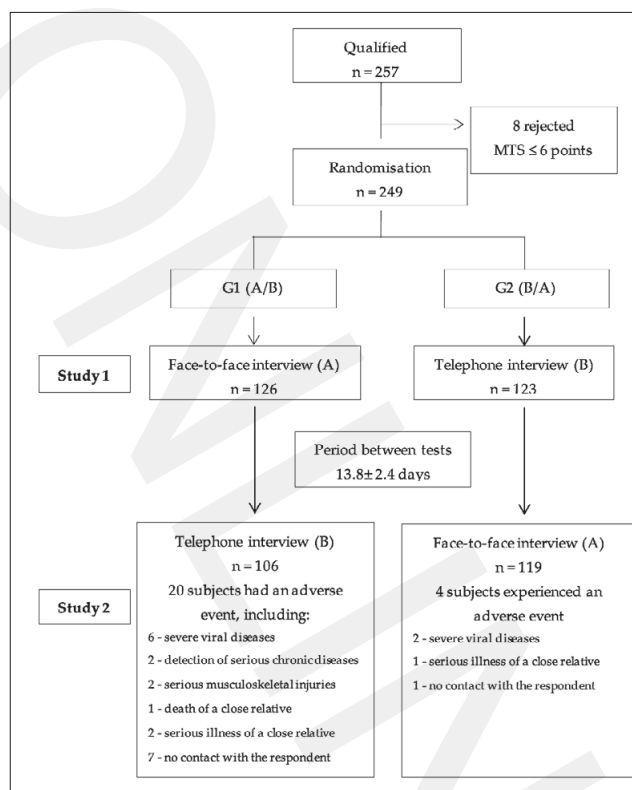 Qualified
n = 257
8 rejected
MTS ≤ 6 points
Randomisation
n = 249
G1 (A/B)
G2 (B/A)
Study 1
Face-to-face interview (A)
n = 126
Telephone interview (B)
n = 123
Period between tests
13.8± 2.4 days
Study 2
Telephone interview (B)
n = 106
20 subjects had an adverse
event, including:
6 - severe viral diseases
2 - detection of serious chronic diseases
2 - serious musculoskeletal injuries
1 - death of a close relative
2 - serious illness of a close relative
7 - no contact with the respondent
Face-to-face interview (A)
n = 119
4 subjects experienced an
adverse event
2 - severe viral diseases
1 - serious illness of a close relative
1 - no contact with the respondent